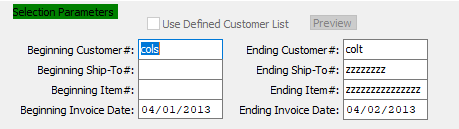 Selection Parameters
Use Defined Customer List Preview
Beginning Customer#: cols Ending Customer#: colt
Beginning Ship-To#: Ending Ship-To#: zzzzzzzz
Beginning Item#: Ending Item#: zzzzzzzzzzzzzzz
Beginning Invoice Date: 04/01/2013 Ending Invoice Date: 04/02/2013